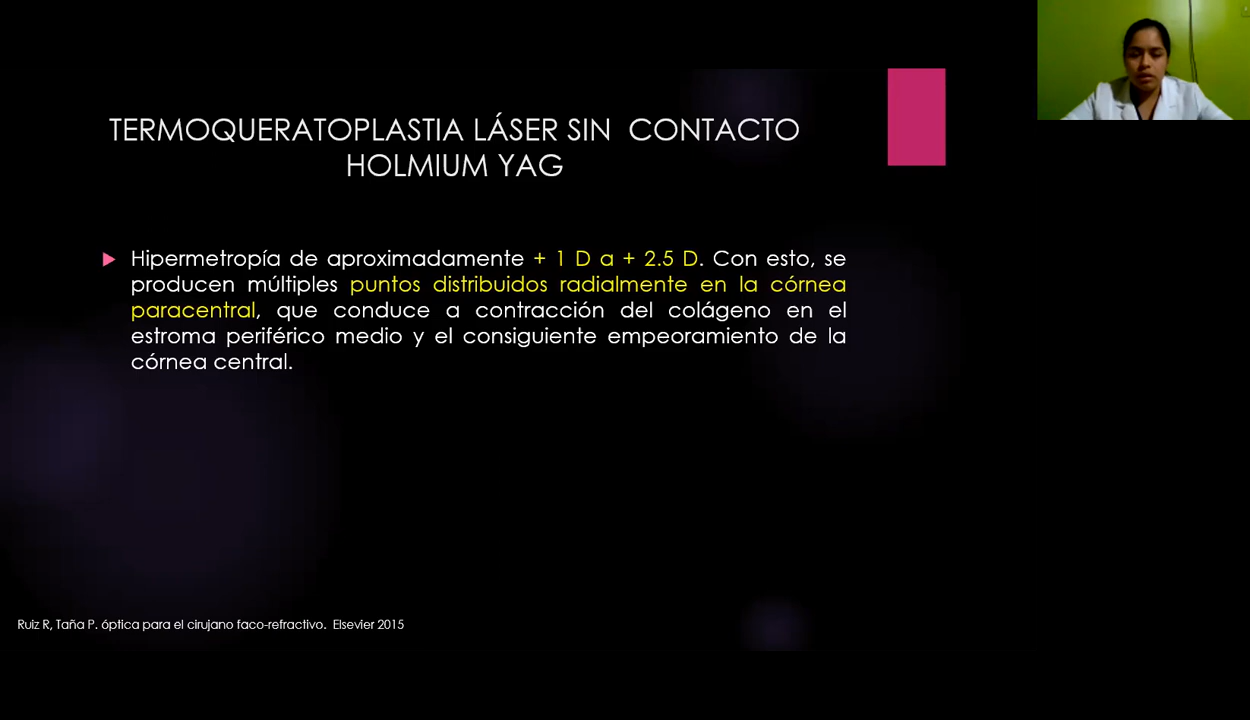 TERMOQUERATOPLASTIA LÁSER SIN CONTACTO
HOLMIUM YAG
Hipermetropía de aproximadamente + 1 D a + 2.5 D. Con esto, se
producen múltiples puntos distribuidos radialmente en la córnea
paracentral, que conduce a contracción del colágeno en el
estroma periférico medio y el consiguiente empeoramiento de la
córnea central.
Ruiz R, Taña P. óptica para el cirujano faco-refractivo. Elsevier 2015